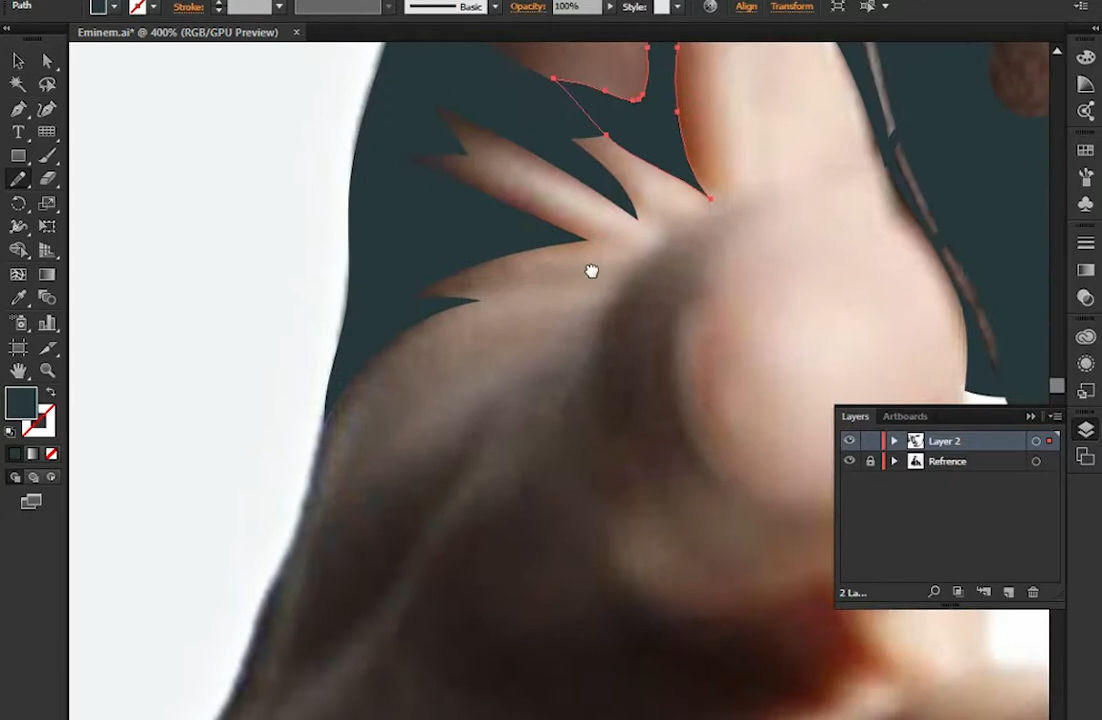 Path Stroke: Basic Opacity: 100% Style: Align Transform
Eminem.ai* @ 400% (RGB/GPU Preview) ×
Layers Artboards
Layer 2
Refrence
2 La...